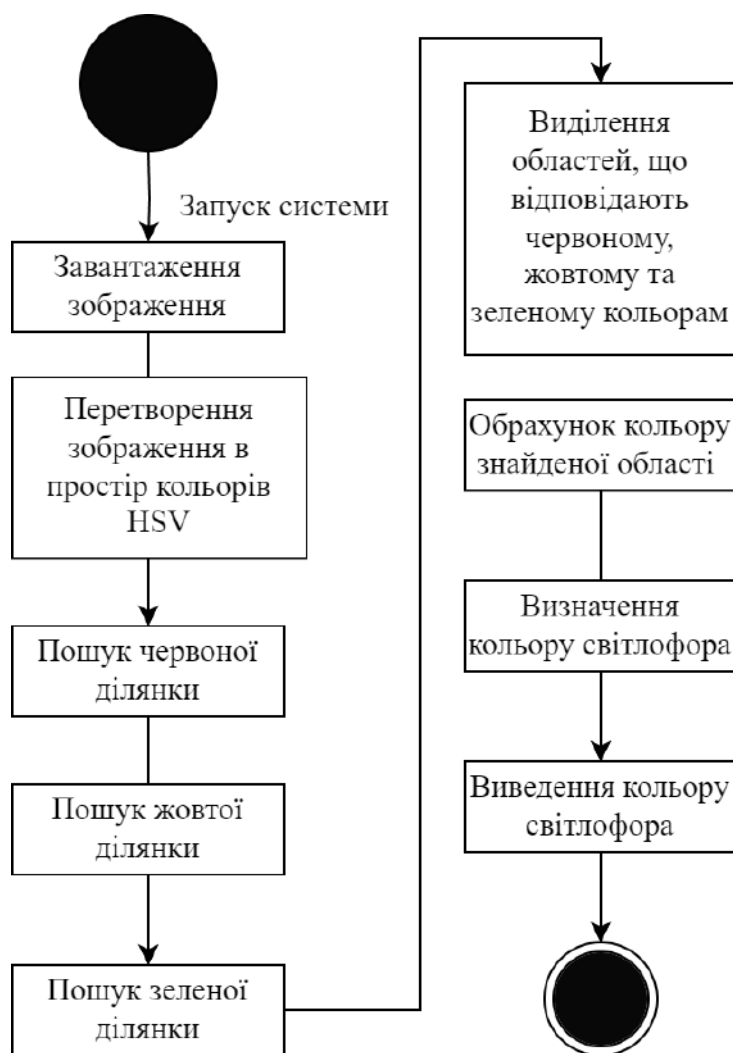 Запуск системи
Завантаження
зображення
Перетворення
зображення в
простір кольорів
HSV
Пошук червоної
ділянки
Пошук жовтої
ділянки
Пошук зеленої
ділянки
Виділення
областей, що
відповідають
червоному,
жовтому та
зеленому кольорам
Обрахунок кольору
знайденої області
Визначення
кольору світлофора
Виведення кольору
світлофора